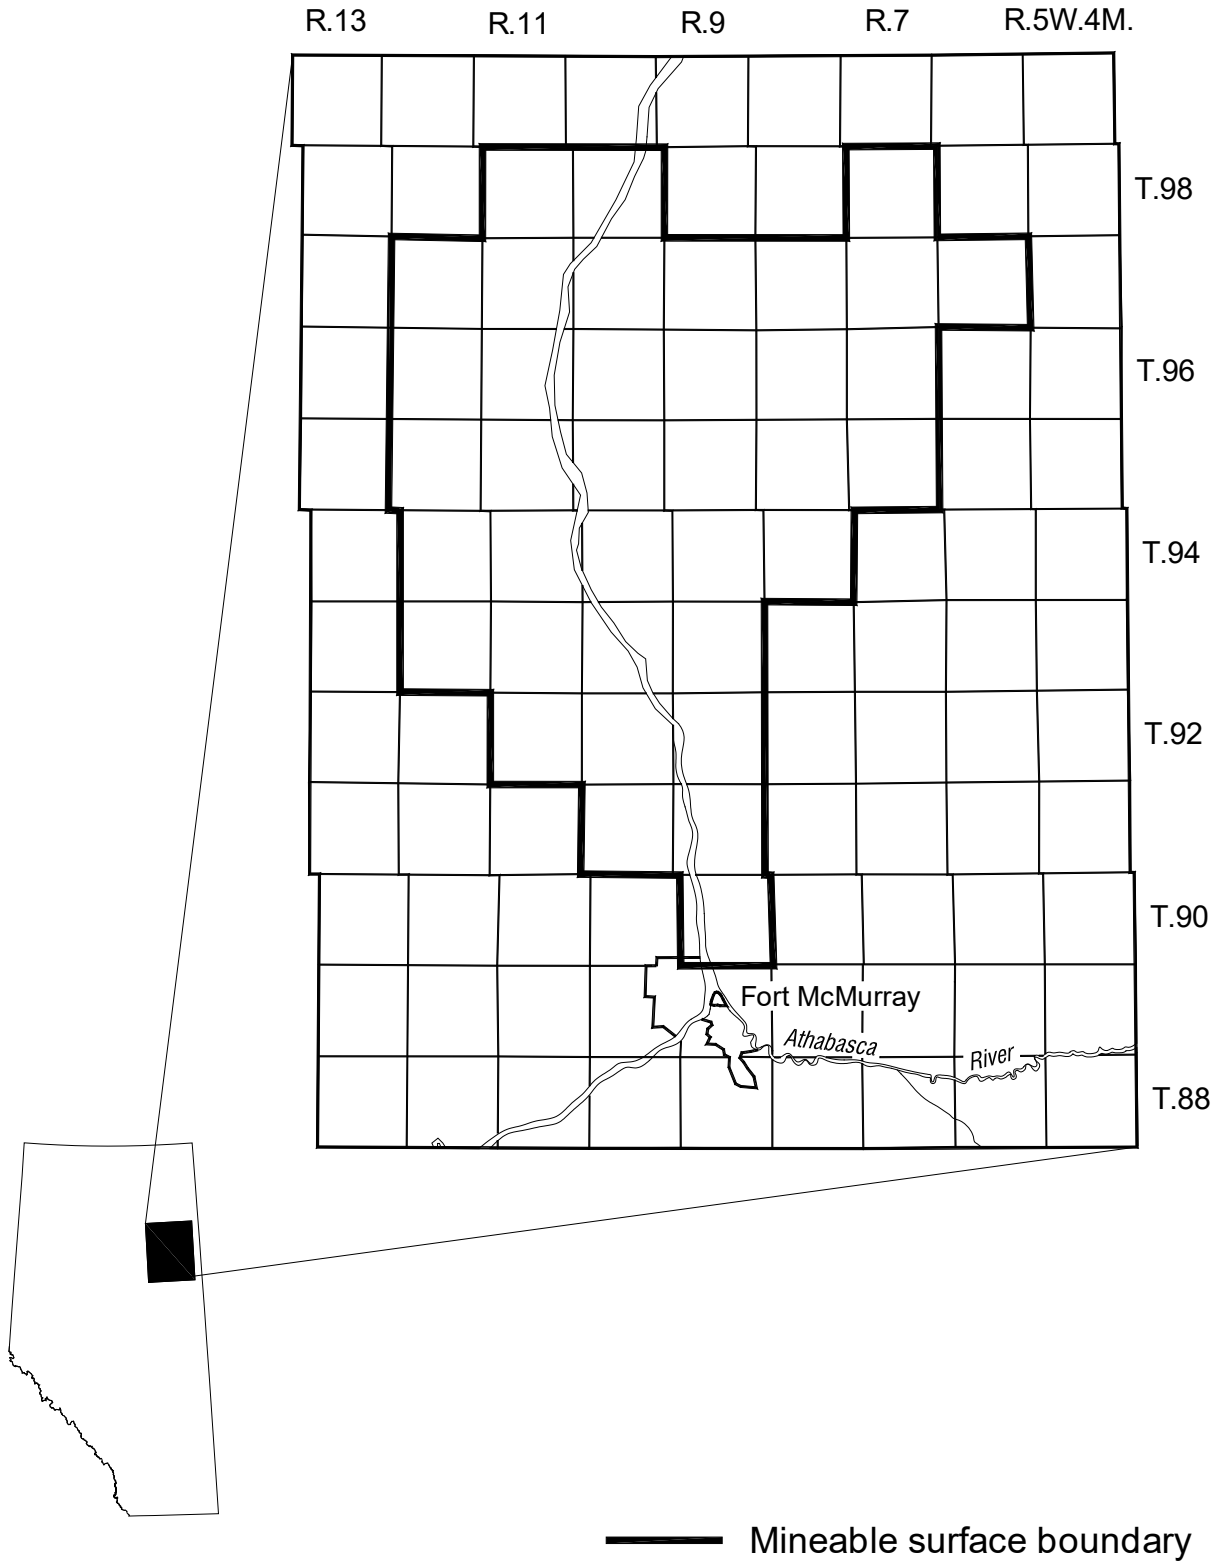 R.13 R.11 R.9 R.7 R.5W.4M.
T.98
T.96
T.94
T.92
T.90
Fort McMurray
Athabasca River
T.88
Mineable surface boundary